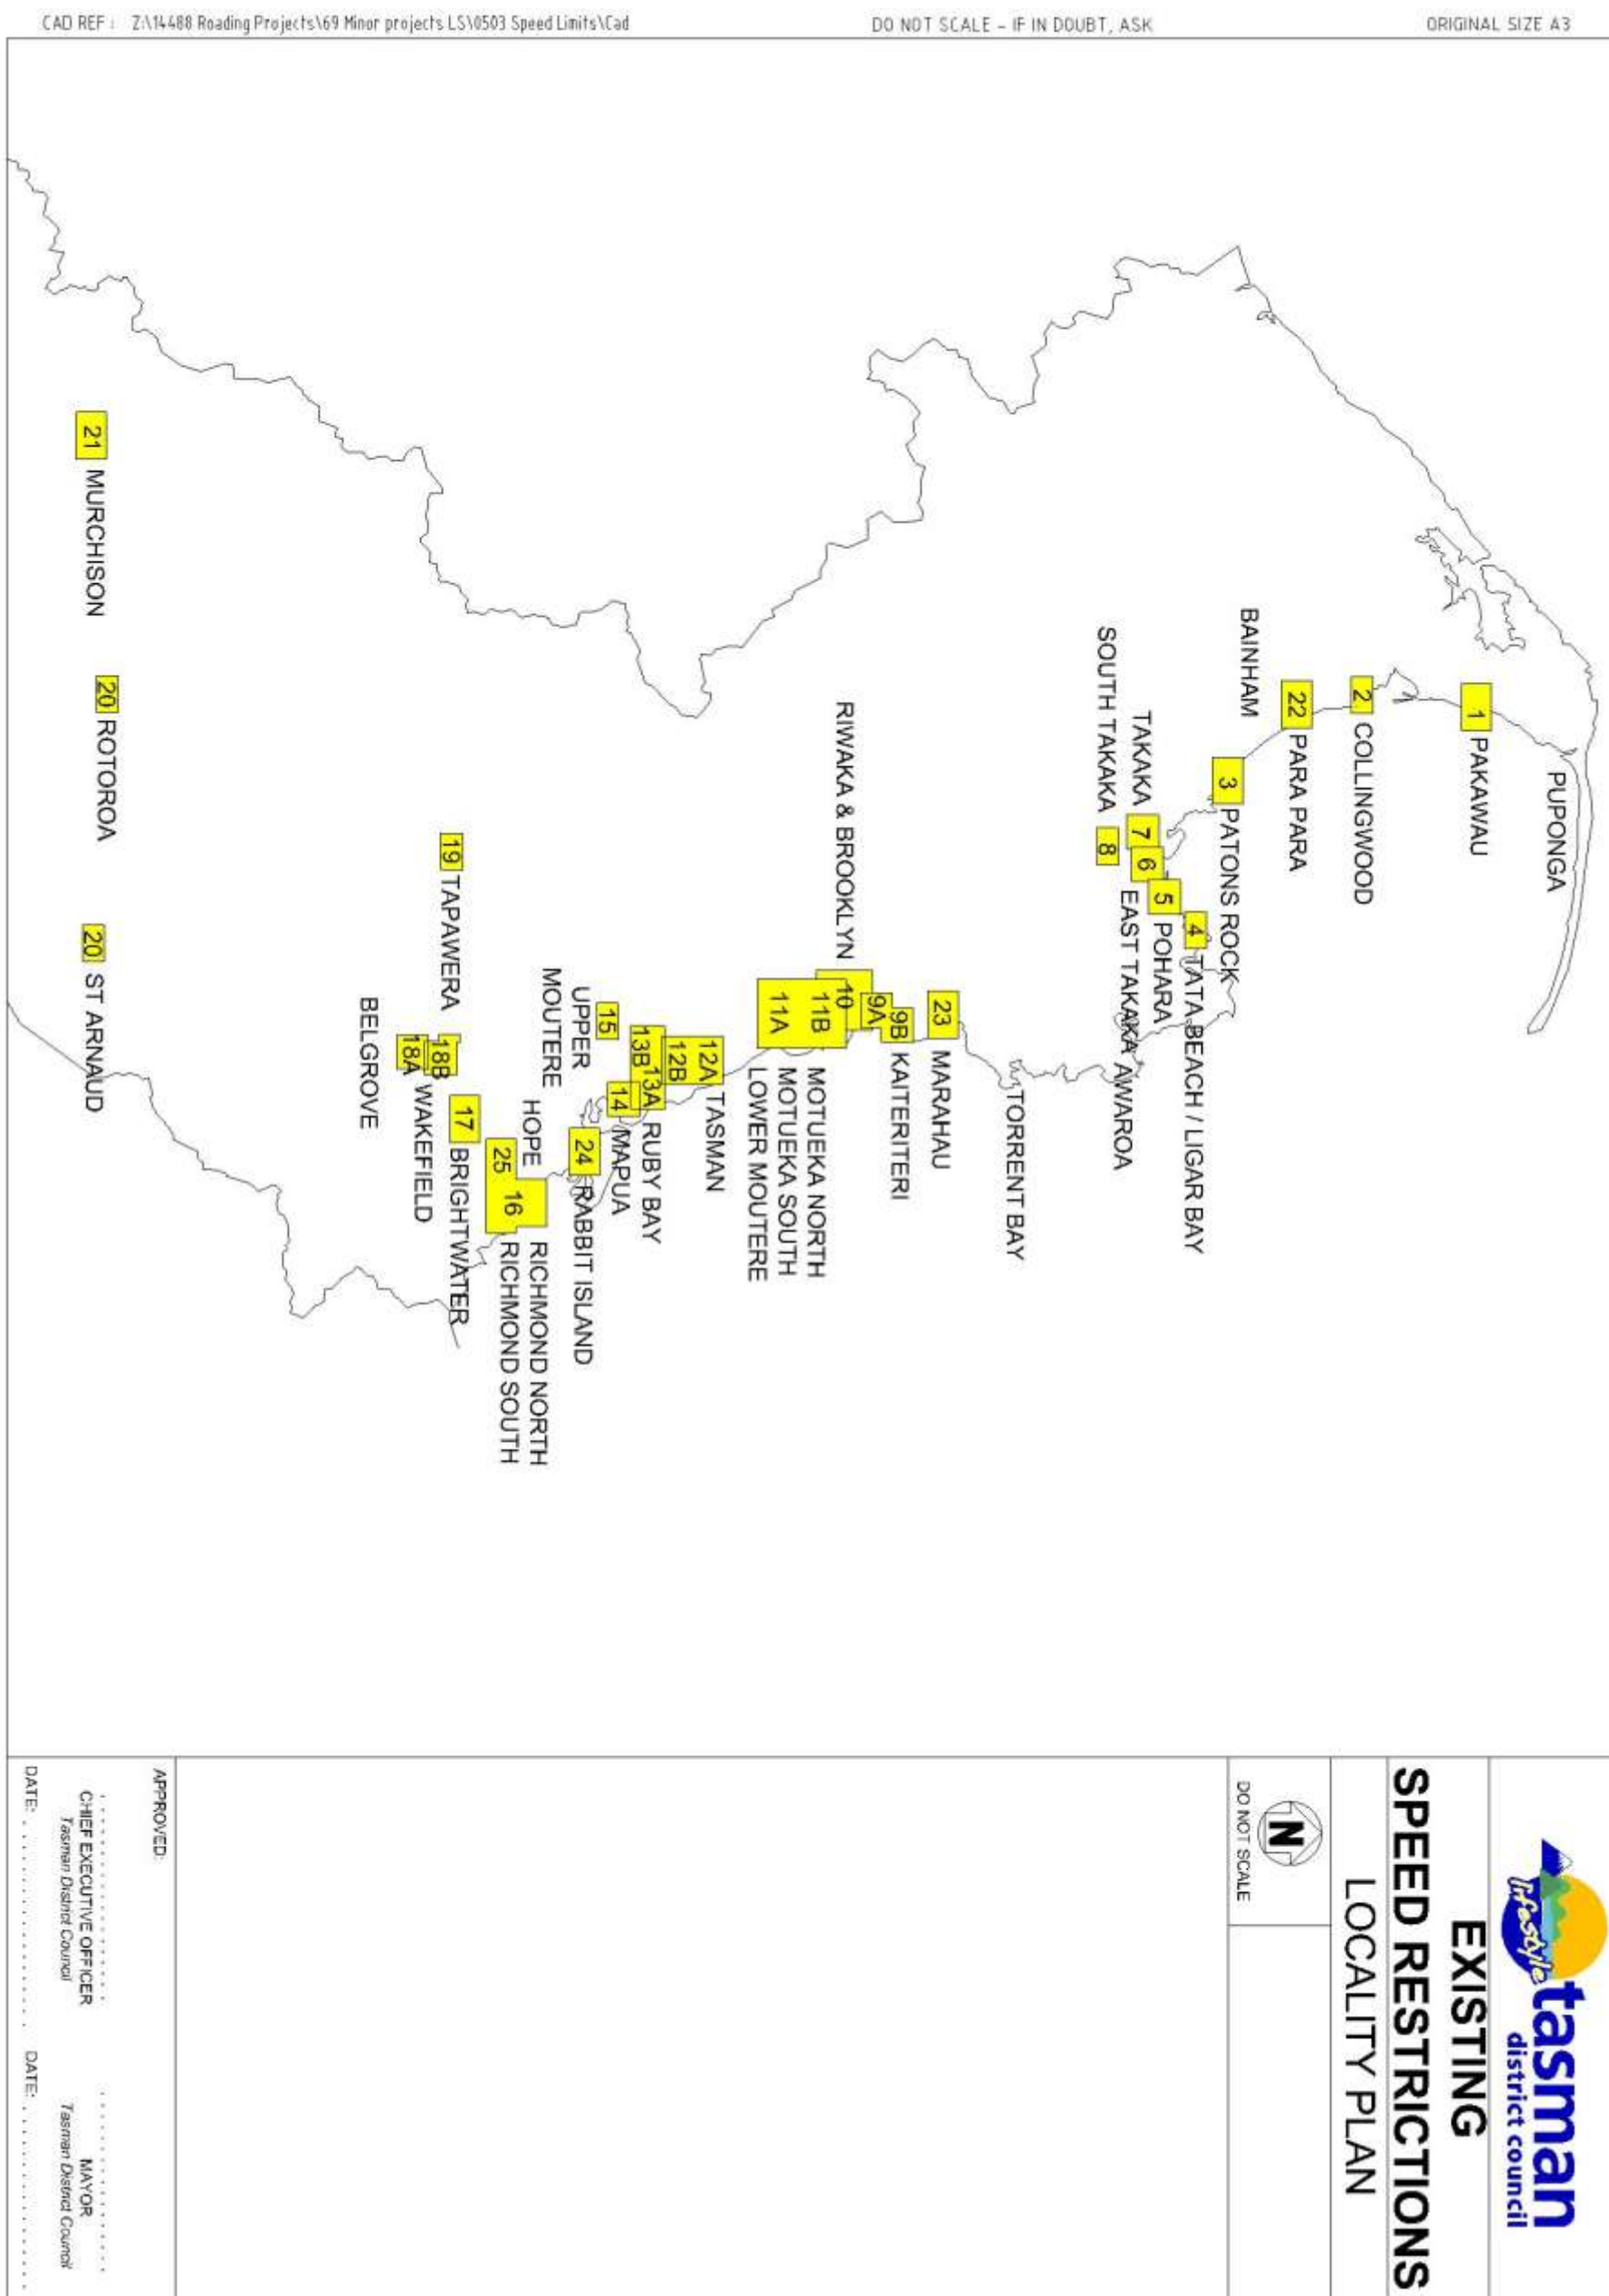 CAD REF : Z:\14488 Roading Projects\69 Minor projects LS\0503 Speed Limits\Cad
DO NOT SCALE - IF IN DOUBT, ASK
ORIGINAL SIZE A3
PUPONGA
1 PAKAWAU
2 COLLINGWOOD
22 PARA PARA
BAINHAM
3 PATONS ROCK
4 TATA BEACH / LIGAR BAY
5 POHARA
TAKAKA 7
6 EAST TAKAKA
AWAROA
SOUTH TAKAKA 8
TORRENT BAY
23 MARAHAU
9B KAITERITERI
9A
RIWAKA & BROOKLYN 10
11B MOTUEKA NORTH
MOTUEKA SOUTH
11A LOWER MOUTERE
12A TASMAN
12B
13A RUBY BAY
13B
14 MAPUA
15
UPPER
MOUTERE
24 RABBIT ISLAND
HOPE
25
16
RICHMOND NORTH
RICHMOND SOUTH
17 BRIGHTWATER
18B
18A WAKEFIELD
BELGROVE
19 TAPAWERA
20 ROTOROA
20 ST ARNAUD
21 MURCHISON
lifestyle
tasman
district council
EXISTING
SPEED RESTRICTIONS
LOCALITY PLAN
N
DO NOT SCALE
APPROVED:
CHIEF EXECUTIVE OFFICER
Tasman District Council
DATE:
MAYOR
Tasman District Council
DATE: